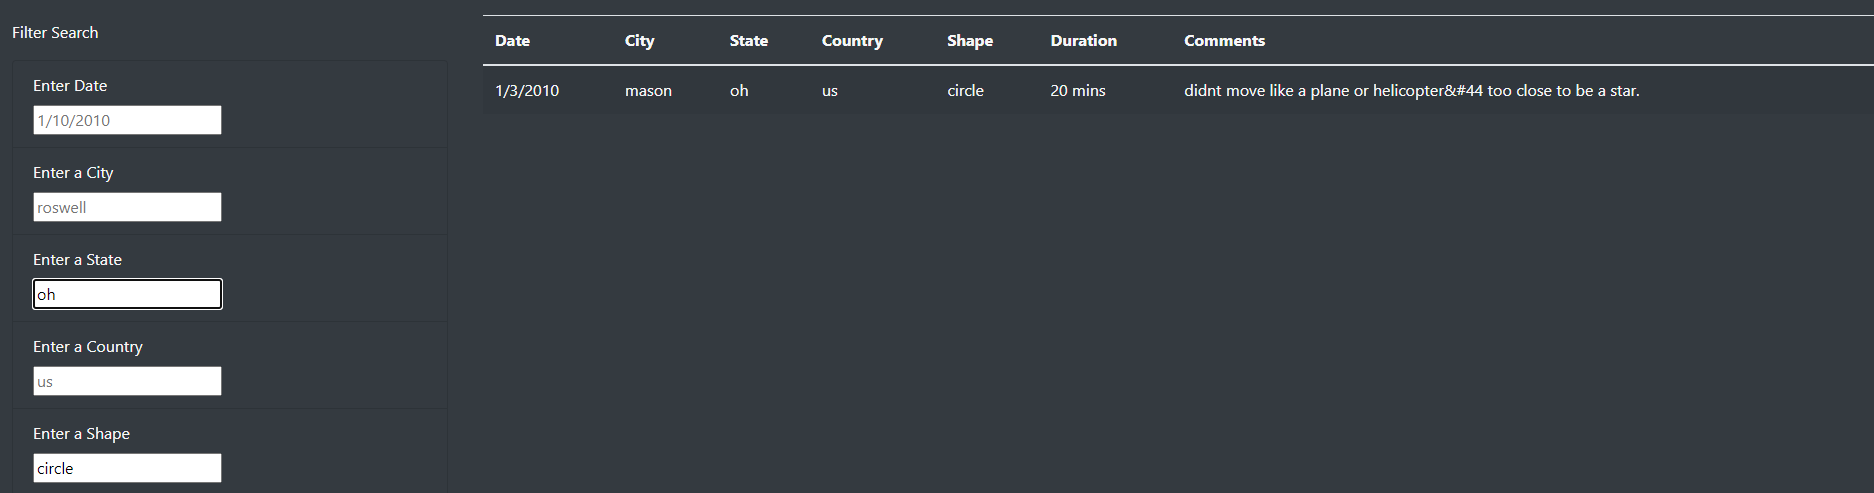 Filter Search
Enter Date
1/10/2010
Enter a City
roswell
Enter a State
oh
Enter a Country
us
Enter a Shape
circle
Date City State Country Shape Duration Comments
1/3/2010 mason oh us circle 20 mins didnt move like a plane or helicopter&#44 too close to be a star.